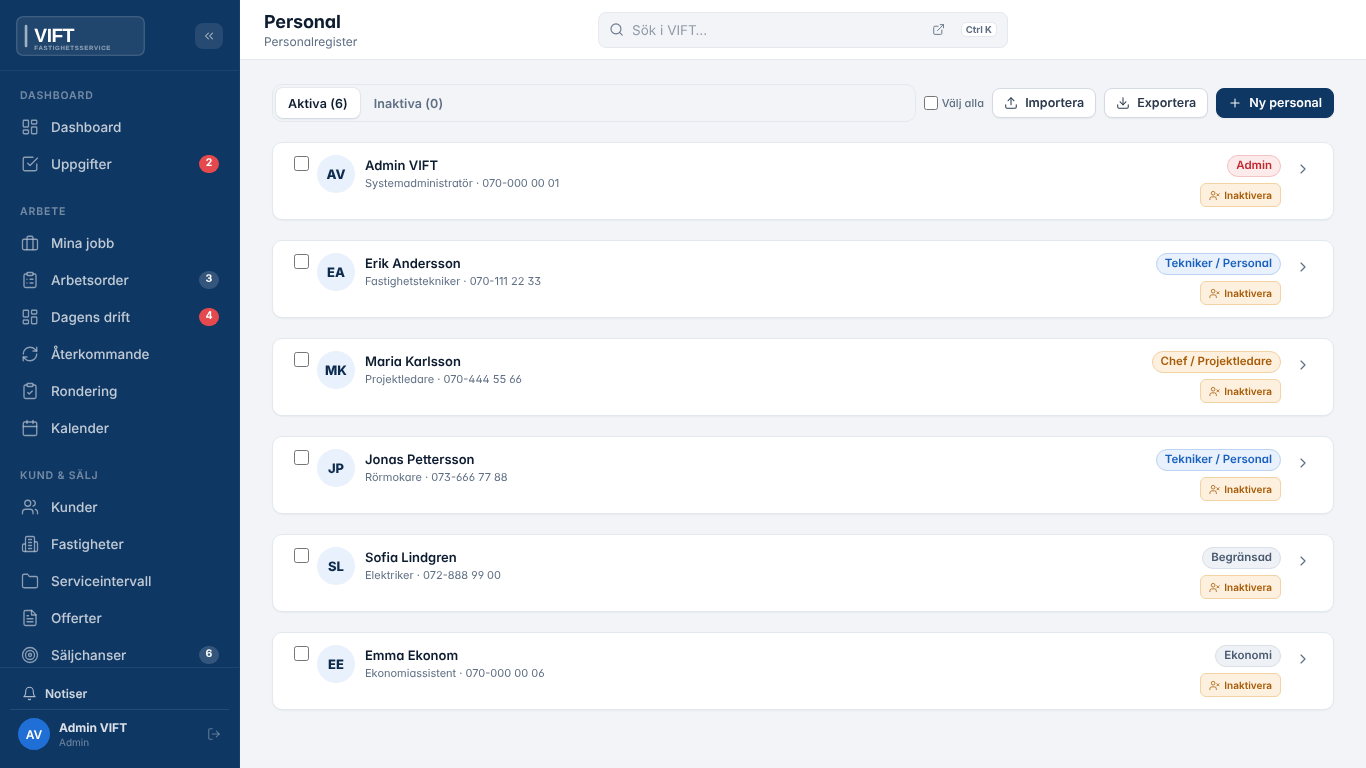 VIFT
FASTIGHETSSERVICE
DASHBOARD
Dashboard
Uppgifter 2
ARBETE
Mina jobb
Arbetsorder 3
Dagens drift 4
Återkommande
Rondering
Kalender
KUND & SÄLJ
Kunder
Fastigheter
Serviceintervall
Offerter
Säljchanser 6
Notiser
AV Admin VIFT
Admin
Personal
Personalregister
Sök i VIFT... Ctrl K
Aktiva (6) Inaktiva (0) Välj alla Importera Exportera Ny personal
AV Admin VIFT Admin
Systemadministratör · 070-000 00 01
Inaktivera
EA Erik Andersson Tekniker / Personal
Fastighetstekniker · 070-111 22 33
Inaktivera
MK Maria Karlsson Chef / Projektledare
Projektledare · 070-444 55 66
Inaktivera
JP Jonas Pettersson Tekniker / Personal
Rörmokare · 073-666 77 88
Inaktivera
SL Sofia Lindgren Begränsad
Elektriker · 072-888 99 00
Inaktivera
EE Emma Ekonom Ekonomi
Ekonomiassistent · 070-000 00 06
Inaktivera